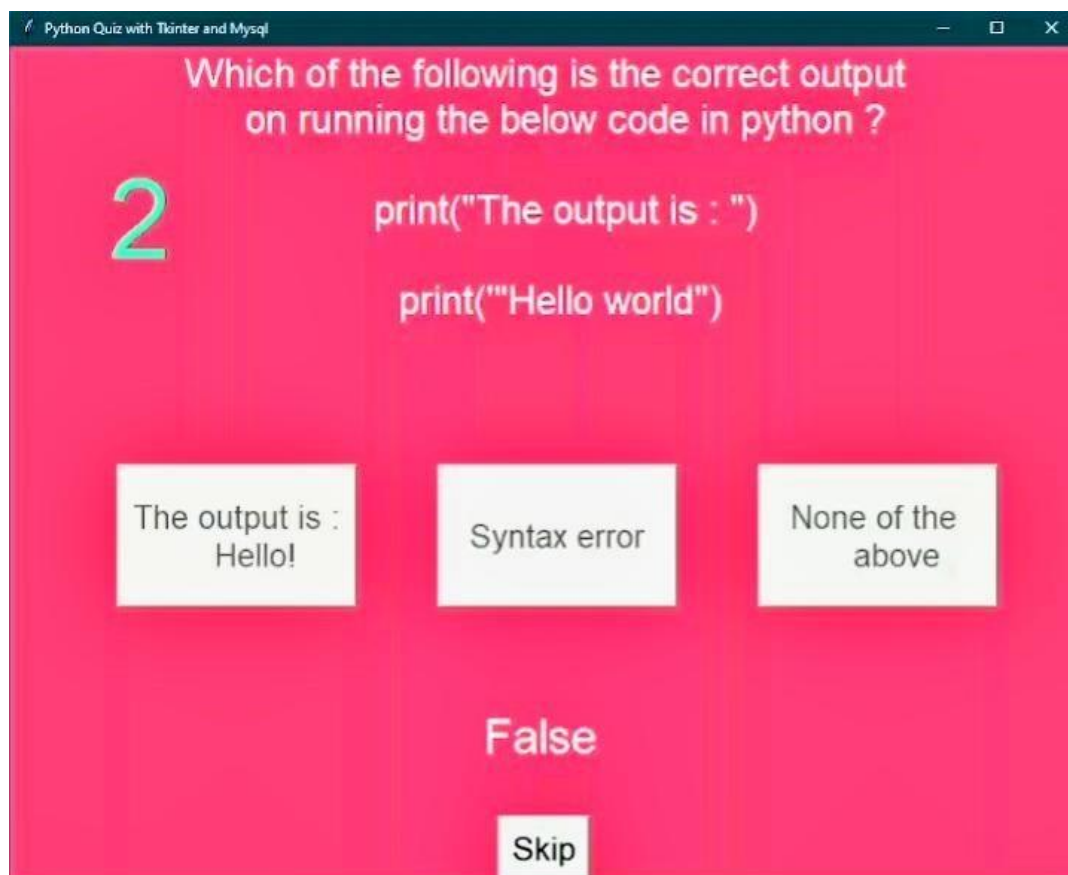 Python Quiz with Tkinter and Mysql
Which of the following is the correct output
on running the below code in python ?
2
print("The output is : ")
print('"Hello world")
The output is :
Hello!
Syntax error
None of the
above
False
Skip